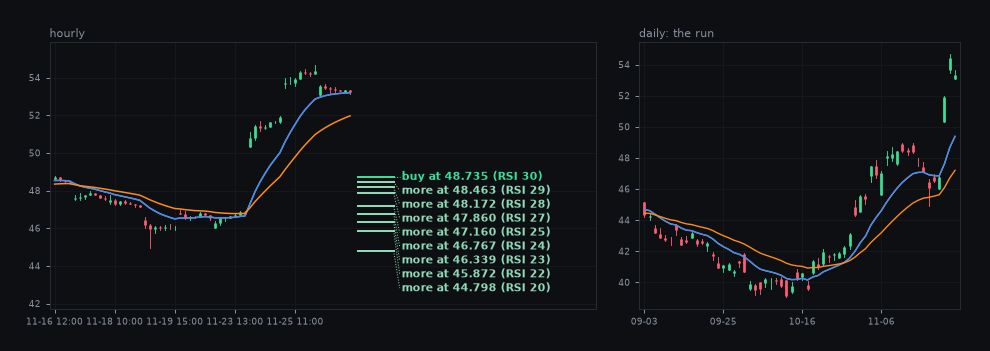 hourly
54
52
50
48
46
44
42
buy at 48.735 (RSI 30)
more at 48.463 (RSI 29)
more at 48.172 (RSI 28)
more at 47.860 (RSI 27)
more at 47.160 (RSI 25)
more at 46.767 (RSI 24)
more at 46.339 (RSI 23)
more at 45.872 (RSI 22)
more at 44.798 (RSI 20)
11-16 12:00 11-18 10:00 11-19 15:00 11-23 13:00 11-25 11:00
daily: the run
54
52
50
48
46
44
42
40
09-03 09-25 10-16 11-06